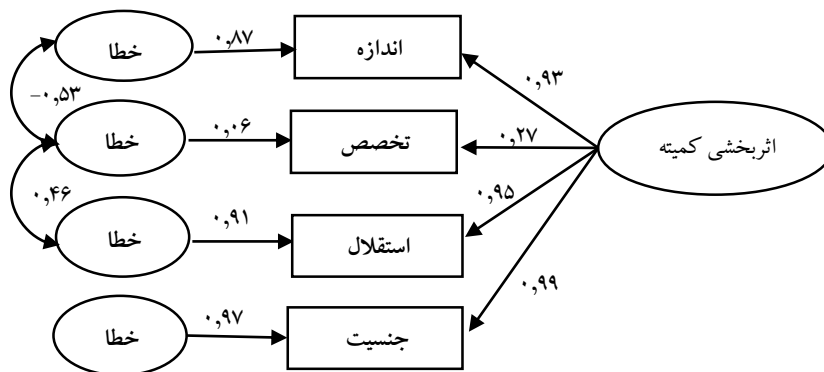 خطا
۰,۸۷
اندازه
۰,۹۳
-۰,۵۳
خطا
۰,۰۶
تخصص
۰,۲۷
اثربخشی کمیته
۰,۴۶
خطا
۰,۹۱
استقلال
۰,۹۵
خطا
۰,۹۷
جنسیت
۰,۹۹